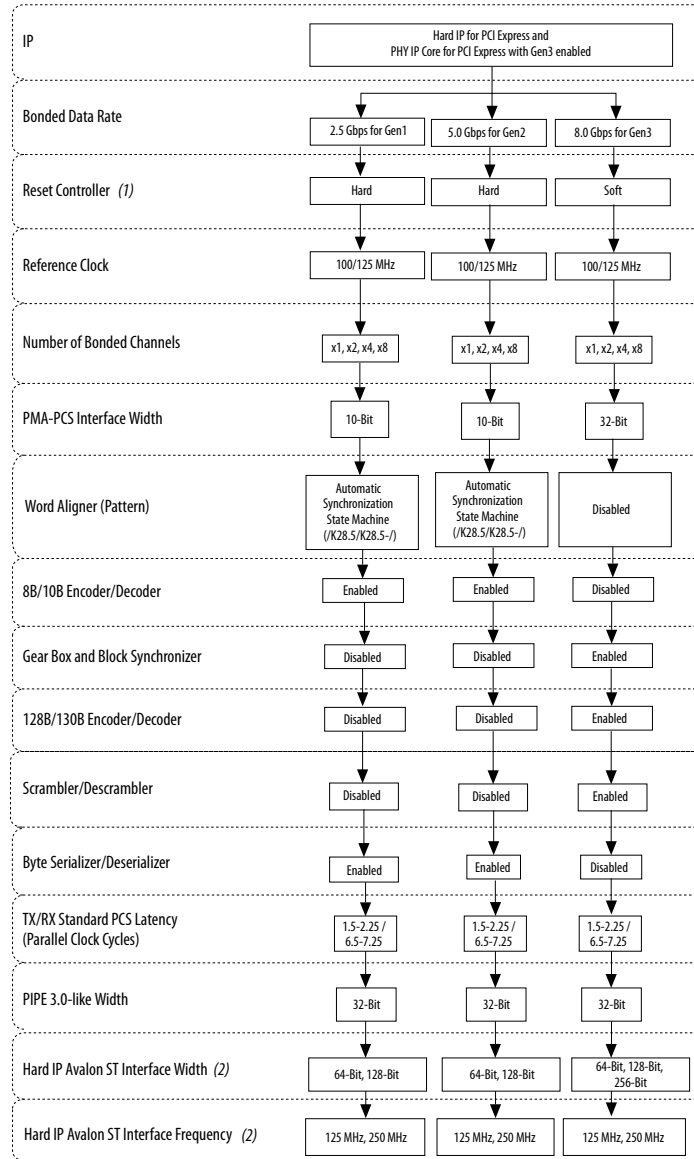 IP
Hard IP for PCI Express and
PHY IP Core for PCI Express with Gen3 enabled
Bonded Data Rate
2.5 Gbps for Gen1
5.0 Gbps for Gen2
8.0 Gbps for Gen3
Reset Controller (1)
Hard
Hard
Soft
Reference Clock
100/125 MHz
100/125 MHz
100/125 MHz
Number of Bonded Channels
x1, x2, x4, x8
x1, x2, x4, x8
x1, x2, x4, x8
PMA-PCS Interface Width
10-Bit
10-Bit
32-Bit
Word Aligner (Pattern)
Automatic
Synchronization
State Machine
(/K28.5/K28.5-/)
Automatic
Synchronization
State Machine
(/K28.5/K28.5-/)
Disabled
8B/10B Encoder/Decoder
Enabled
Enabled
Disabled
Gear Box and Block Synchronizer
Disabled
Disabled
Enabled
128B/130B Encoder/Decoder
Disabled
Disabled
Enabled
Scrambler/Descrambler
Disabled
Disabled
Enabled
Byte Serializer/Deserializer
Enabled
Enabled
Disabled
TX/RX Standard PCS Latency
(Parallel Clock Cycles)
1.5-2.25 /
6.5-7.25
1.5-2.25 /
6.5-7.25
1.5-2.25 /
6.5-7.25
PIPE 3.0-like Width
32-Bit
32-Bit
32-Bit
Hard IP Avalon ST Interface Width (2)
64-Bit, 128-Bit
64-Bit, 128-Bit
64-Bit, 128-Bit,
256-Bit
Hard IP Avalon ST Interface Frequency (2)
125 MHz, 250 MHz
125 MHz, 250 MHz
125 MHz, 250 MHz